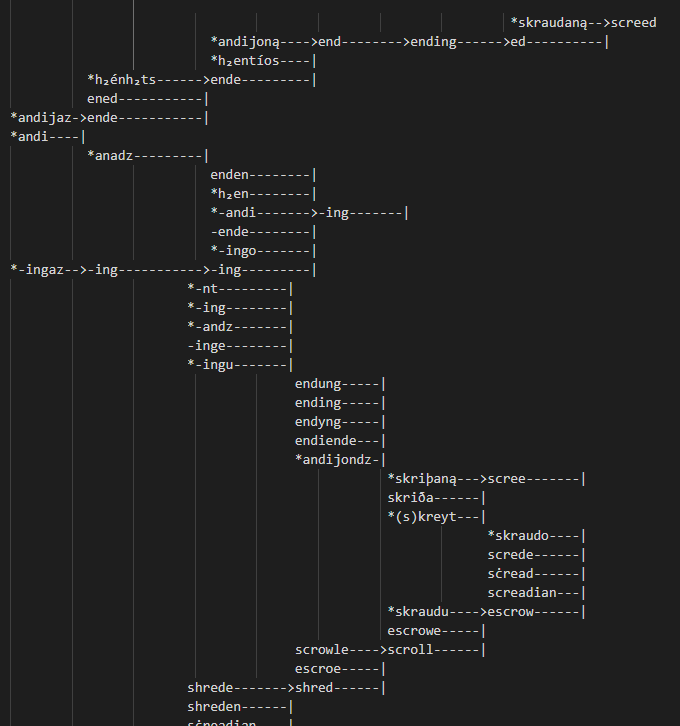 *skraudaną-->screed
*andijoną---->end-------->ending------>ed----------|
*h₂entíos----|
*h₂énh₂ts------>ende---------|
ened-----------|
*andijaz->ende-----------|
*andi----|
*anadz---------|
enden--------|
*h₂en--------|
*-andi------->-ing-------|
-ende--------|
*-ingo-------|
*-ingaz-->-ing----------->-ing---------|
*-nt---------|
*-ing--------|
*-andz-------|
-inge--------|
*-ingu-------|
endung-----|
ending-----|
endyng-----|
endiende---|
*andijondz-|
*skriþaną--->scree-------|
skriða------|
*(s)kreyt---|
*skraudo----|
screde------|
sċread------|
screadian---|
*skraudu---->escrow------|
escrowe-----|
scrowle---->scroll------|
escroe-----|
shrede------->shred------|
shreden------|
sċreadian----|